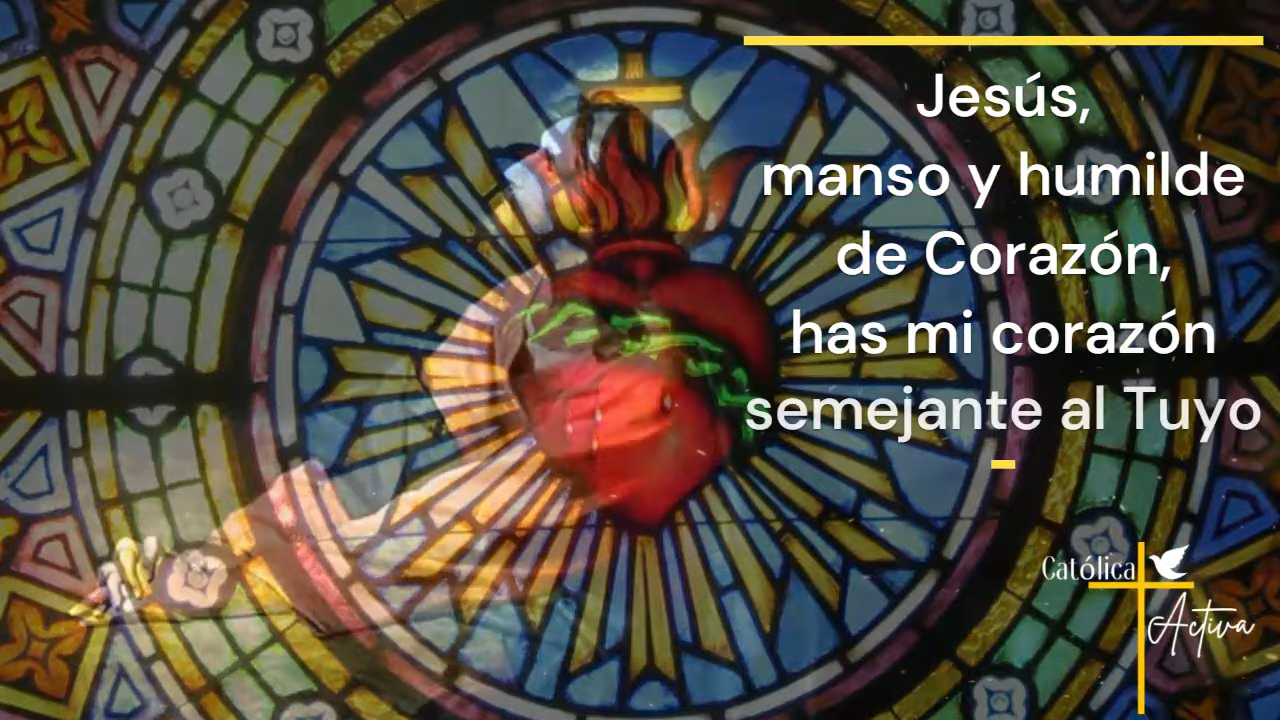 Jesús,
manso y humilde
de Corazón,
has mi corazón
semejante al Tuyo
Católica
Activa